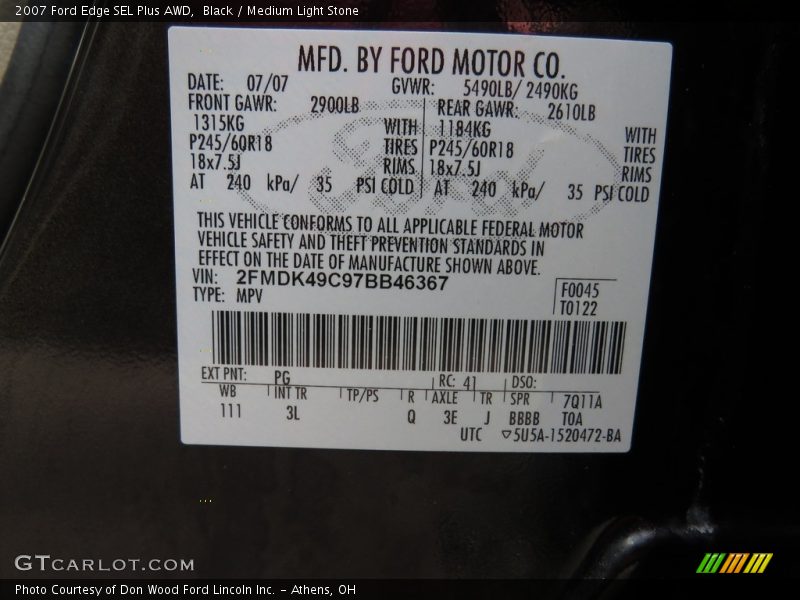 2007 Ford Edge SEL Plus AWD,  Black / Medium Light Stone
MFD. BY FORD MOTOR CO.
DATE: 07/07 GVWR: 5490LB/ 2490KG
FRONT GAWR: 2900LB REAR GAWR: 2610LB
1315KG WITH 1184KG WITH
P245/60R18 TIRES P245/60R18 TIRES
18x7.5J RIMS 18x7.5J RIMS
AT 240 kPa/ 35 PSI COLD AT 240 kPa/ 35 PSI COLD
THIS VEHICLE CONFORMS TO ALL APPLICABLE FEDERAL MOTOR
VEHICLE SAFETY AND THEFT PREVENTION STANDARDS IN
EFFECT ON THE DATE OF MANUFACTURE SHOWN ABOVE.
VIN: 2FMDK49C97BB46367
TYPE: MPV
F0045
T0122
EXT PNT: PG RC: 41 DSO:
WB INT TR TP/PS R AXLE TR SPR 7Q11A
111 3L Q 3E J BBBB T0A
UTC ▽5U5A-1520472-BA
GTCARLOT.COM
Photo Courtesy of Don Wood Ford Lincoln Inc. - Athens, OH